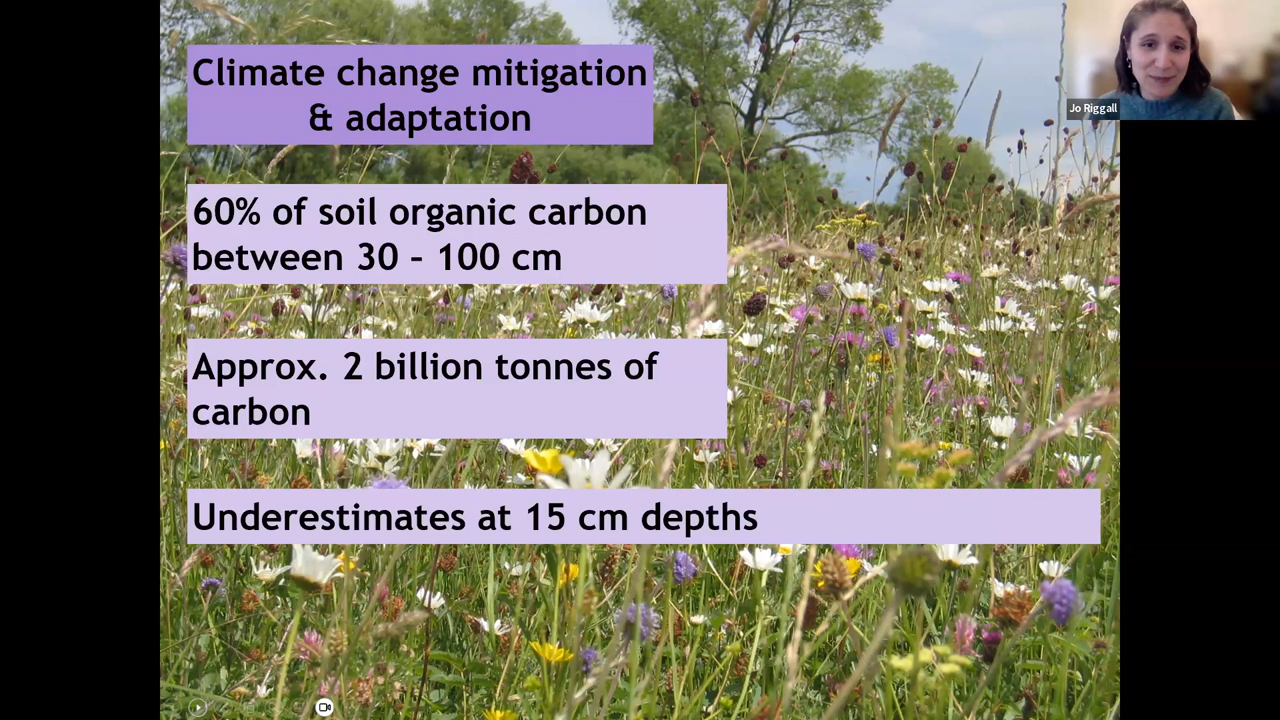 Climate change mitigation
& adaptation
Jo Riggall
60% of soil organic carbon
between 30 – 100 cm
Approx. 2 billion tonnes of
carbon
Underestimates at 15 cm depths